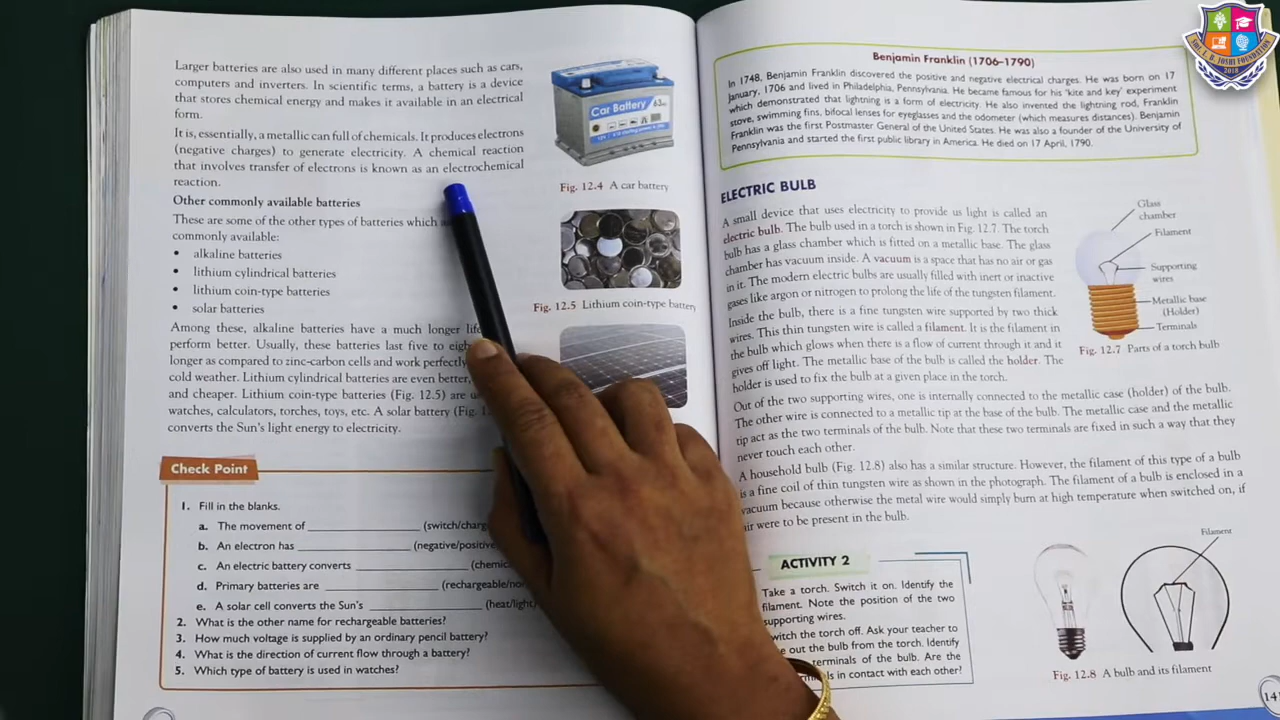 Larger batteries are also used in many different places such as cars,
computers and inverters. In scientific terms, a battery is a device
that stores chemical energy and makes it available in an electrical
form.
It is, essentially, a metallic can full of chemicals. It produces electrons
(negative charges) to generate electricity. A chemical reaction
that involves transfer of electrons is known as an electrochemical
reaction.
Other commonly available batteries
These are some of the other types of batteries which
commonly available:
• alkaline batteries
• lithium cylindrical batteries
• lithium coin-type batteries
• solar batteries
Among these, alkaline batteries have a much longer life
perform better. Usually, these batteries last five to eight
longer as compared to zinc-carbon cells and work perfectly
cold weather. Lithium cylindrical batteries are even better,
and cheaper. Lithium coin-type batteries (Fig. 12.5) are
watches, calculators, torches, toys, etc. A solar battery (Fig.
converts the Sun's light energy to electricity.
Car Battery
Fig. 12.4 A car battery
Fig. 12.5 Lithium coin-type battery
Check Point
1. Fill in the blanks.
a. The movement of ____________ (switch/
b. An electron has ____________ (negative/positive
c. An electric battery converts ____________
d. Primary batteries are ____________ (rechargeable/
e. A solar cell converts the Sun's ____________ (heat/light)
2. What is the other name for rechargeable batteries?
3. How much voltage is supplied by an ordinary pencil battery?
4. What is the direction of current flow through a battery?
5. Which type of battery is used in watches?
Benjamin Franklin (1706–1790)
In 1748, Benjamin Franklin discovered the positive and negative electrical charges. He was born on 17
January, 1706 and lived in Philadelphia, Pennsylvania. He became famous for his 'kite and key' experiment
which demonstrated that lightning is a form of electricity. He also invented the lightning rod, Franklin
stove, swimming fins, bifocal lenses for eyeglasses and the odometer (which measures distances). Benjamin
Franklin was the first Postmaster General of the United States. He was also a founder of the University of
Pennsylvania and started the first public library in America. He died on 17 April, 1790.
ELECTRIC BULB
A small device that uses electricity to provide us light is called an
electric bulb. The bulb used in a torch is shown in Fig. 12.7. The torch
bulb has a glass chamber which is fitted on a metallic base. The glass
chamber has vacuum inside. A vacuum is a space that has no air or gas
in it. The modern electric bulbs are usually filled with inert or inactive
gases like argon or nitrogen to prolong the life of the tungsten filament.
Inside the bulb, there is a fine tungsten wire supported by two thick
wires. This thin tungsten wire is called a filament. It is the filament in
the bulb which glows when there is a flow of current through it and it
gives off light. The metallic base of the bulb is called the holder. The
holder is used to fix the bulb at a given place in the torch.
Glass
chamber
Filament
Supporting
wires
Metallic base
(Holder)
Terminals
Fig. 12.7 Parts of a torch bulb
Out of the two supporting wires, one is internally connected to the metallic case (holder) of the bulb.
The other wire is connected to a metallic tip at the base of the bulb. The metallic case and the metallic
tip act as the two terminals of the bulb. Note that these two terminals are fixed in such a way that they
never touch each other.
A household bulb (Fig. 12.8) also has a similar structure. However, the filament of this type of a bulb
is a fine coil of thin tungsten wire as shown in the photograph. The filament of a bulb is enclosed in a
vacuum because otherwise the metal wire would simply burn at high temperature when switched on, if
air were to be present in the bulb.
ACTIVITY 2
Take a torch. Switch it on. Identify the
filament. Note the position of the two
supporting wires.
Switch the torch off. Ask your teacher to
out the bulb from the torch. Identify
terminals of the bulb. Are the
in contact with each other?
Filament
Fig. 12.8 A bulb and its filament
JOSHI FOUNDATION
2018